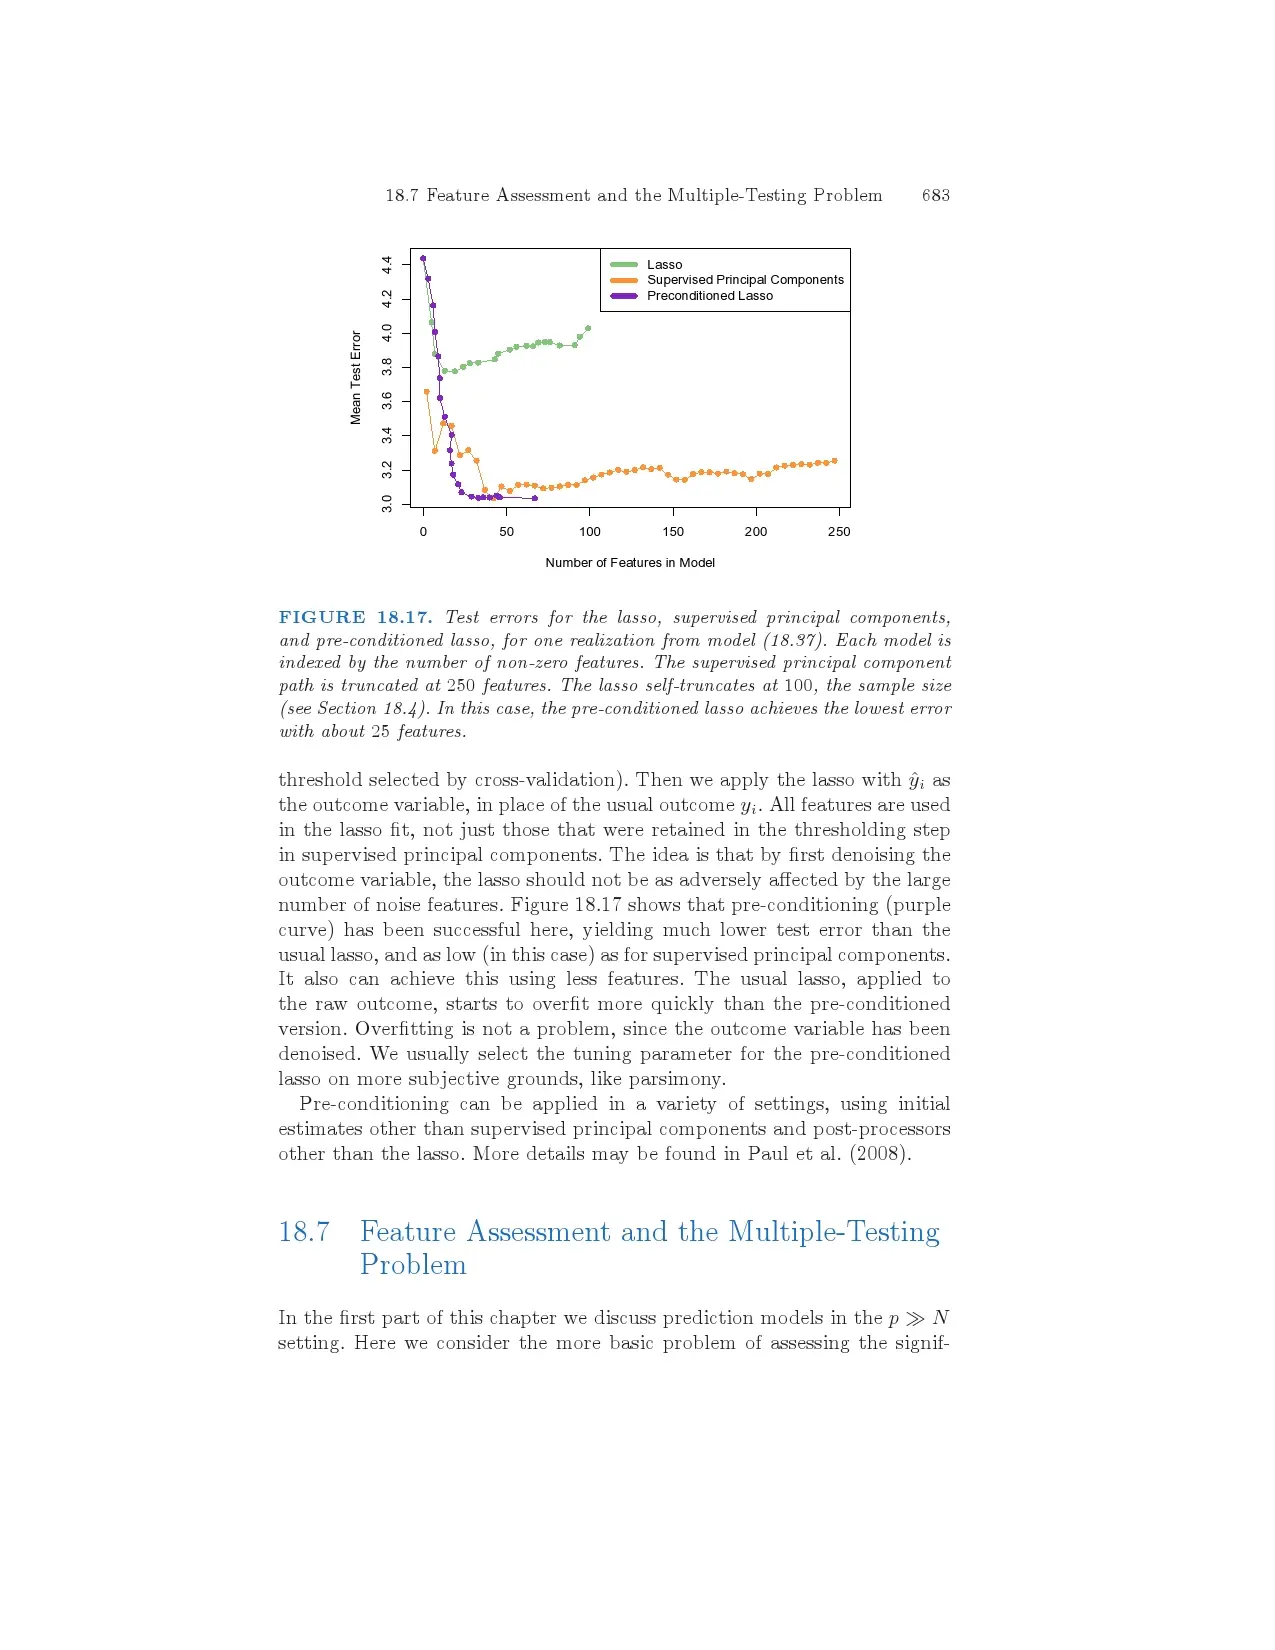 18.7 Feature Assessment and the Multiple-Testing Problem 683
Lasso
Supervised Principal Components
Preconditioned Lasso
Mean Test Error
4.4
4.2
4.0
3.8
3.6
3.4
3.2
3.0
0 50 100 150 200 250
Number of Features in Model
FIGURE 18.17. Test errors for the lasso, supervised principal components,
and pre-conditioned lasso, for one realization from model (18.37). Each model is
indexed by the number of non-zero features. The supervised principal component
path is truncated at 250 features. The lasso self-truncates at 100, the sample size
(see Section 18.4). In this case, the pre-conditioned lasso achieves the lowest error
with about 25 features.
threshold selected by cross-validation). Then we apply the lasso with ŷᵢ as
the outcome variable, in place of the usual outcome yᵢ. All features are used
in the lasso fit, not just those that were retained in the thresholding step
in supervised principal components. The idea is that by first denoising the
outcome variable, the lasso should not be as adversely affected by the large
number of noise features. Figure 18.17 shows that pre-conditioning (purple
curve) has been successful here, yielding much lower test error than the
usual lasso, and as low (in this case) as for supervised principal components.
It also can achieve this using less features. The usual lasso, applied to
the raw outcome, starts to overfit more quickly than the pre-conditioned
version. Overfitting is not a problem, since the outcome variable has been
denoised. We usually select the tuning parameter for the pre-conditioned
lasso on more subjective grounds, like parsimony.
Pre-conditioning can be applied in a variety of settings, using initial
estimates other than supervised principal components and post-processors
other than the lasso. More details may be found in Paul et al. (2008).
18.7 Feature Assessment and the Multiple-Testing
Problem
In the first part of this chapter we discuss prediction models in the p ≫ N
setting. Here we consider the more basic problem of assessing the signif-